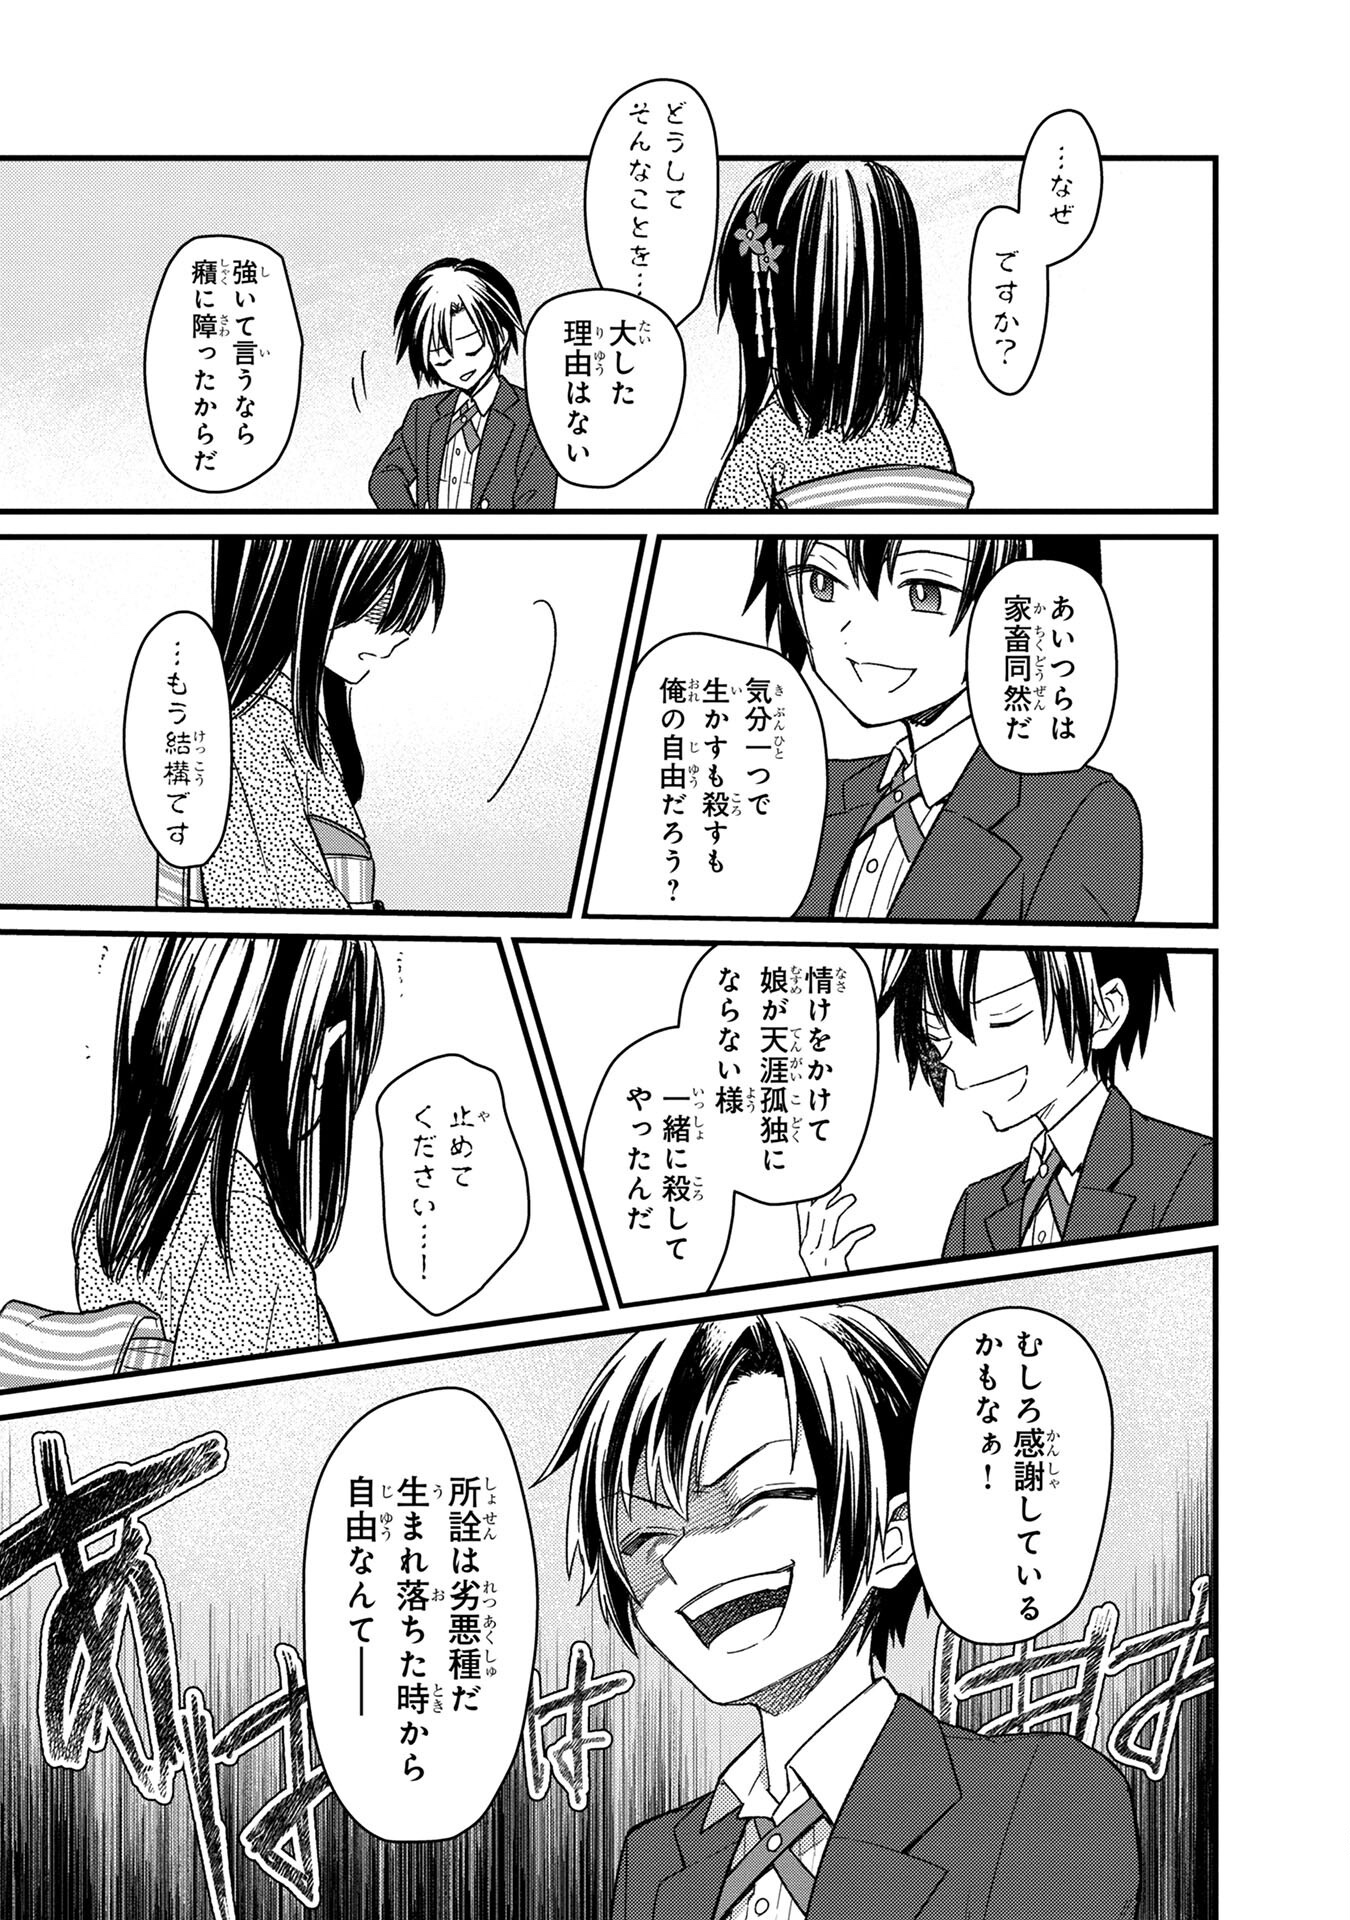 …なぜ
ですか?
どうして
そんなことを…
大した
理由はない
強いて言うなら
癪に障ったからだ
あいつらは
家畜同然だ
気分一つで
生かすも殺すも
俺の自由だろう?
…もう結構です
情けをかけて
娘が天涯孤独に
ならない様
一緒に殺して
やったんだ
止めて
ください…!
むしろ感謝している
かもなぁ!
所詮は劣悪種だ
生まれ落ちた時から
自由なんて――
あはははは